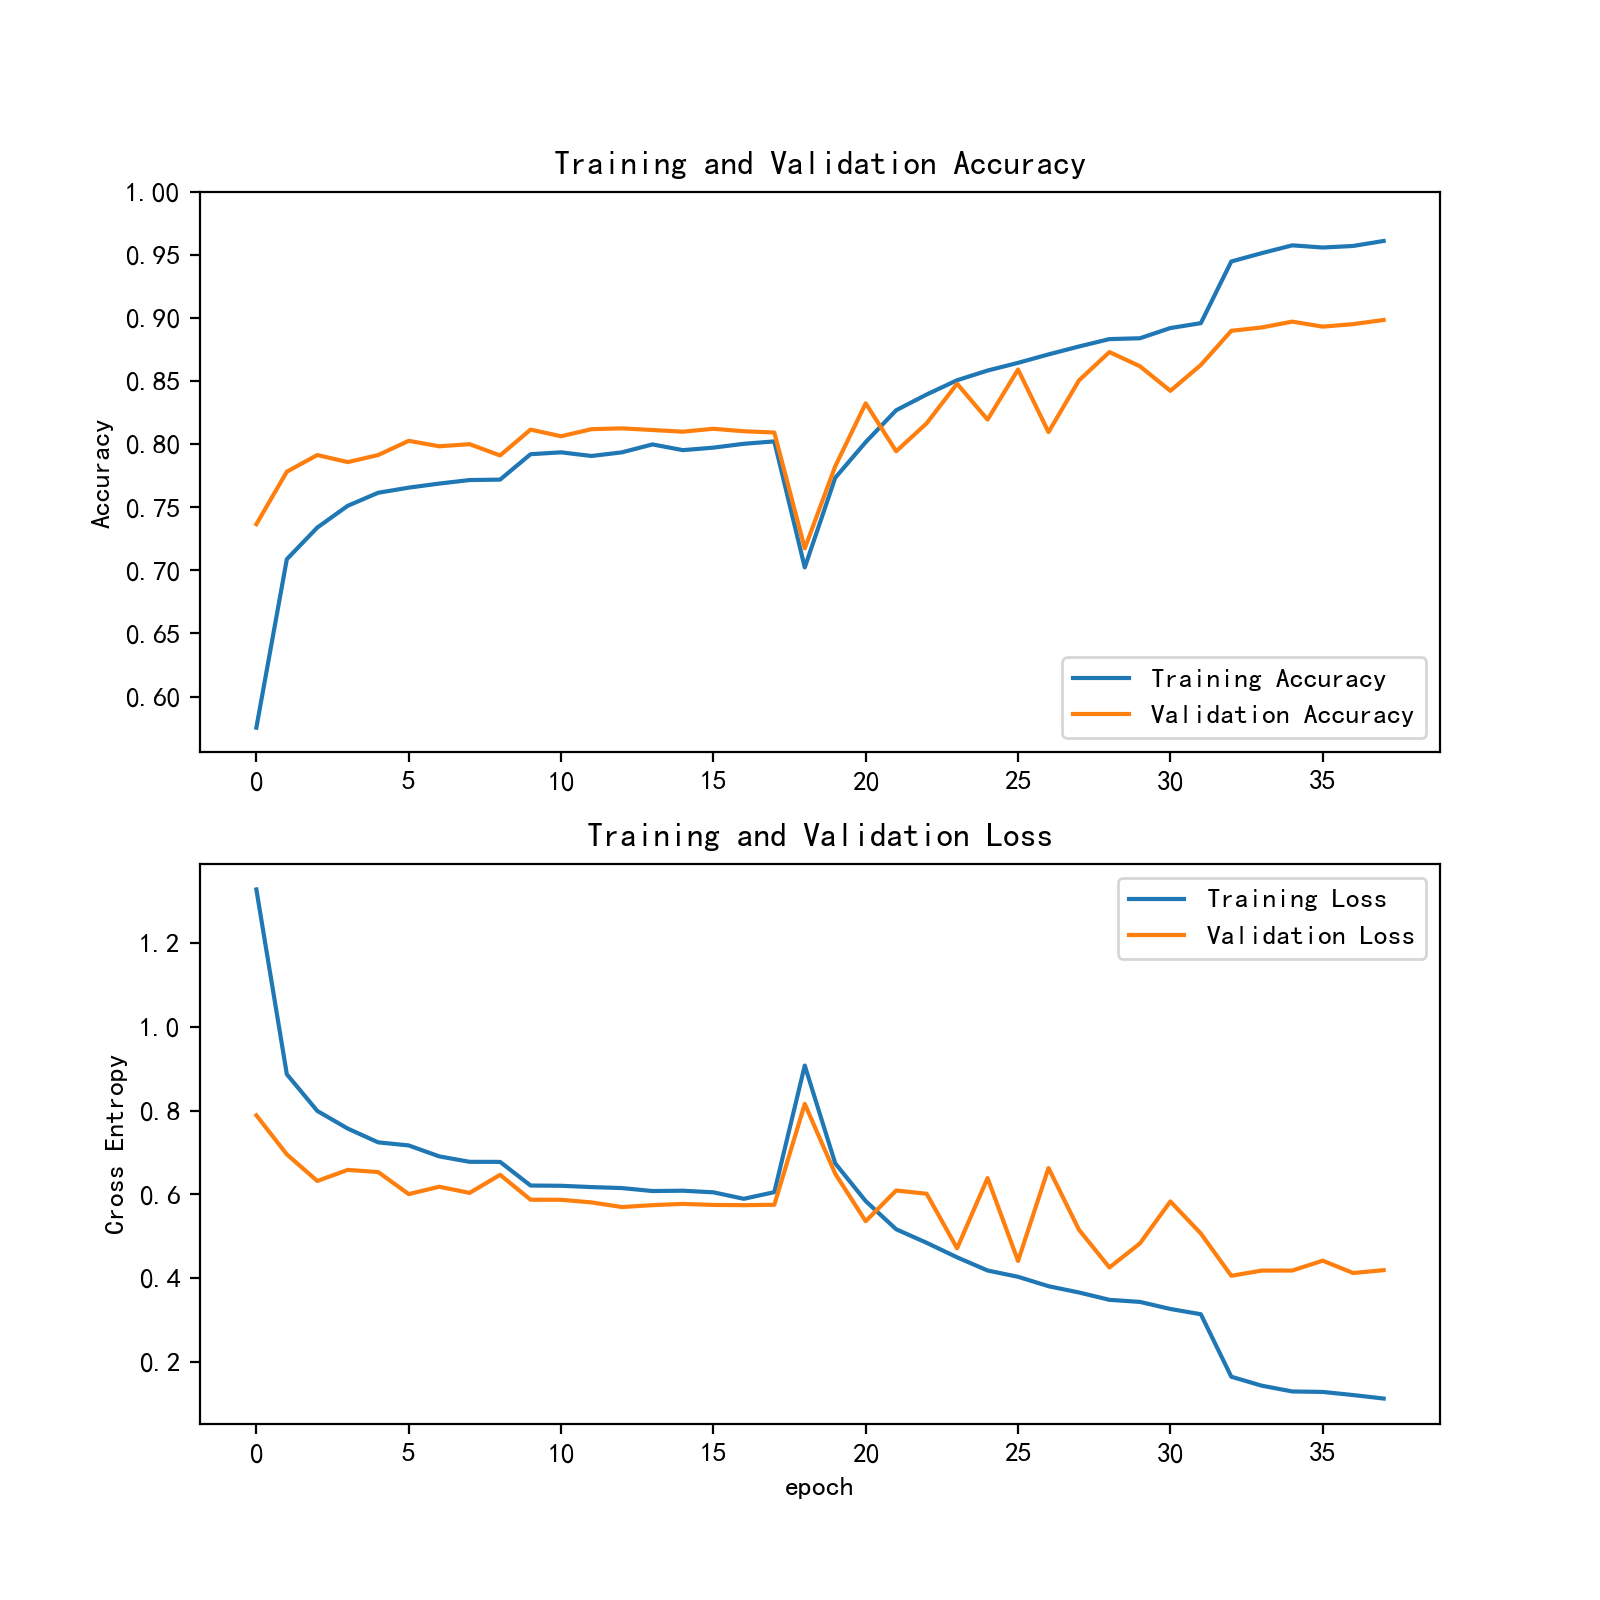 Training and Validation Accuracy
Accuracy
1.00
0.95
0.90
0.85
0.80
0.75
0.70
0.65
0.60
Training Accuracy
Validation Accuracy
0 5 10 15 20 25 30 35
Training and Validation Loss
Cross Entropy
1.2
1.0
0.8
0.6
0.4
0.2
Training Loss
Validation Loss
0 5 10 15 20 25 30 35
epoch